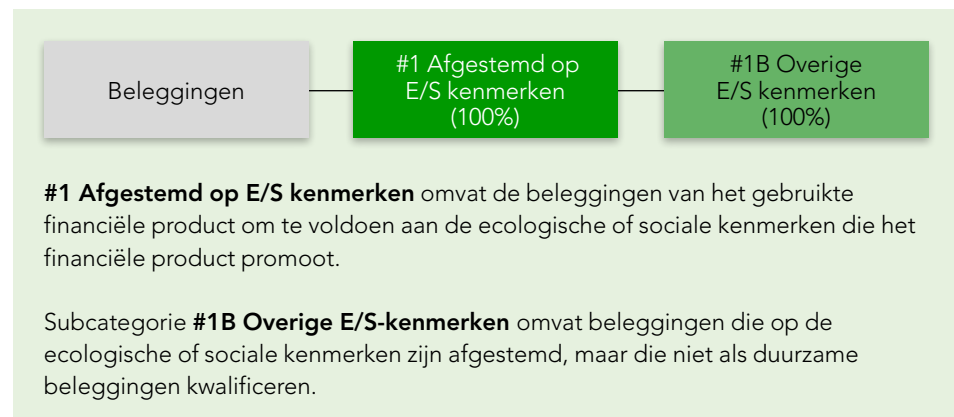 Beleggingen
#1 Afgestemd op
E/S kenmerken
(100%)
#1B Overige
E/S kenmerken
(100%)
#1 Afgestemd op E/S kenmerken omvat de beleggingen van het gebruikte
financiële product om te voldoen aan de ecologische of sociale kenmerken die het
financiële product promoot.
Subcategorie #1B Overige E/S-kenmerken omvat beleggingen die op de
ecologische of sociale kenmerken zijn afgestemd, maar die niet als duurzame
beleggingen kwalificeren.